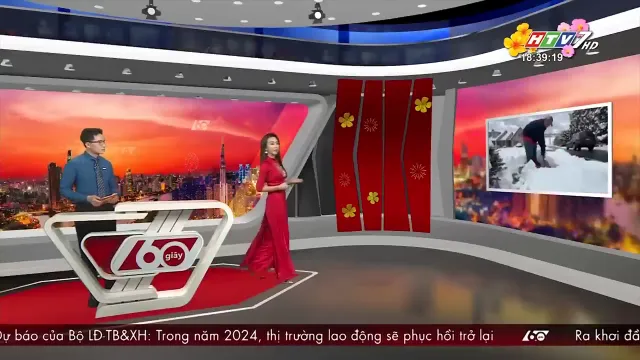 HTV7 HD
18:39:19
60
giây
Dự báo của Bộ LĐ-TB&XH: Trong năm 2024, thị trường lao động sẽ phục hồi trở lại
60
Ra khơi đầ